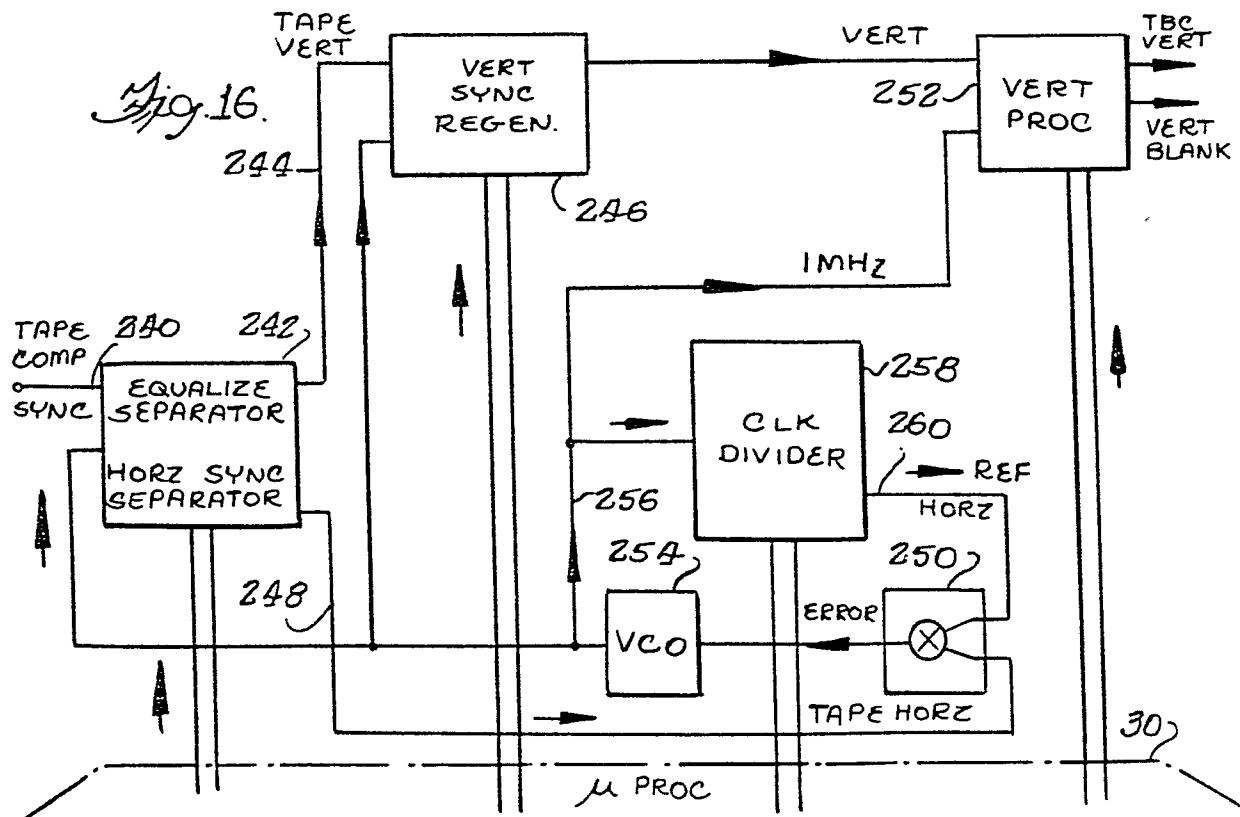 Fig. 16.
TAPE
VERT
VERT
SYNC
REGEN.
VERT
252
VERT
PROC
TBC
VERT
VERT
BLANK
244
246
1MHZ
TAPE
COMP
SYNC
240
242
EQUALIZE
SEPARATOR
HORZ SYNC
SEPARATOR
258
CLK
DIVIDER
260
REF
HORZ
256
248
254
VCO
ERROR
250
TAPE HORZ
30
μ PROC